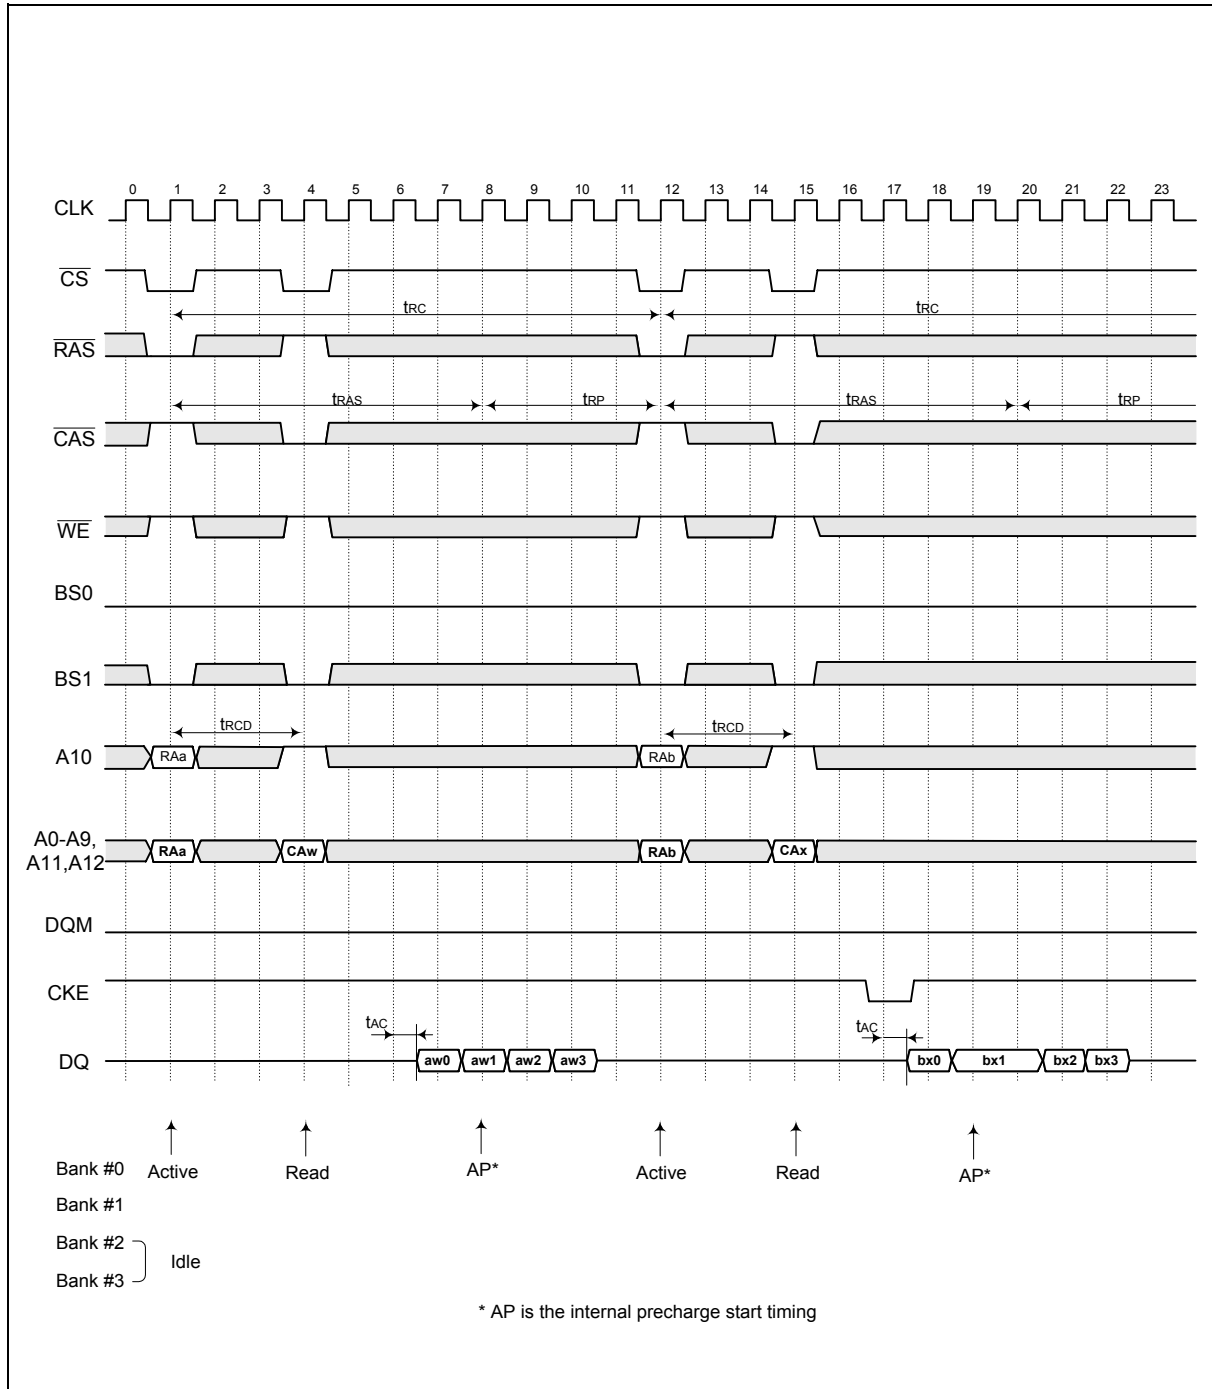 0 1 2 3 4 5 6 7 8 9 10 11 12 13 14 15 16 17 18 19 20 21 22 23
CLK
CS
tRC tRC
RAS
tRAS tRP tRAS tRP
CAS
WE
BS0
BS1
tRCD tRCD
A10 RAa RAb
A0-A9,
A11,A12 RAa CAw RAb CAx
DQM
CKE
tAC tAC
DQ aw0 aw1 aw2 aw3 bx0 bx1 bx2 bx3
Bank #0 Active Read AP* Active Read AP*
Bank #1
Bank #2
Idle
Bank #3
* AP is the internal precharge start timing